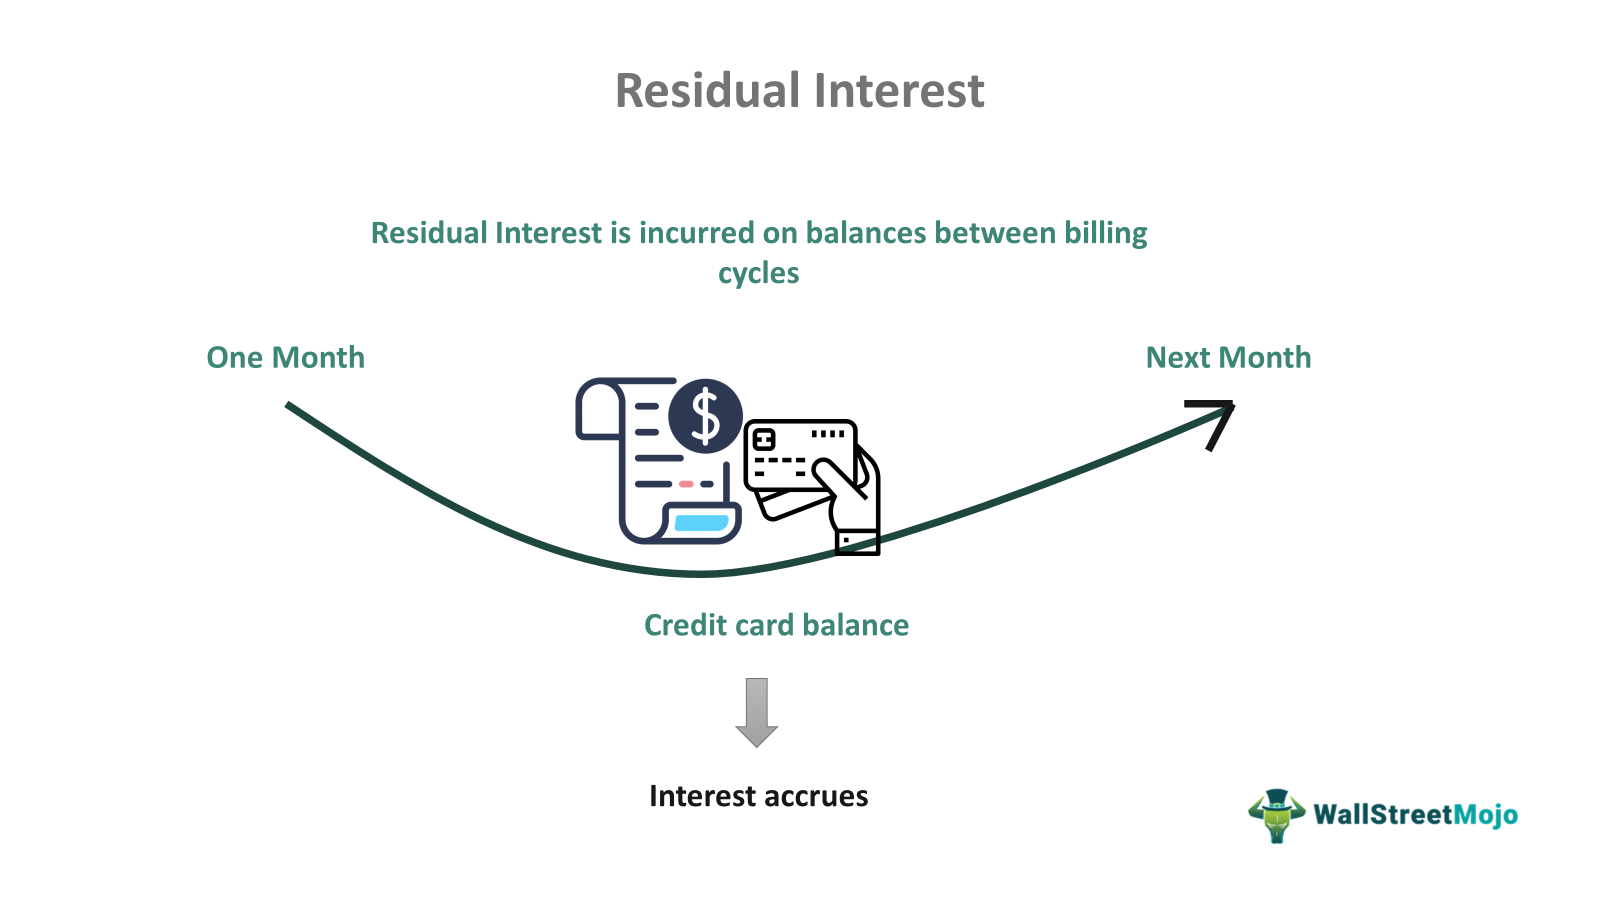 Residual Interest
Residual Interest is incurred on balances between billing
cycles
One Month
Next Month
$
Credit card balance
Interest accrues
WallStreetMojo